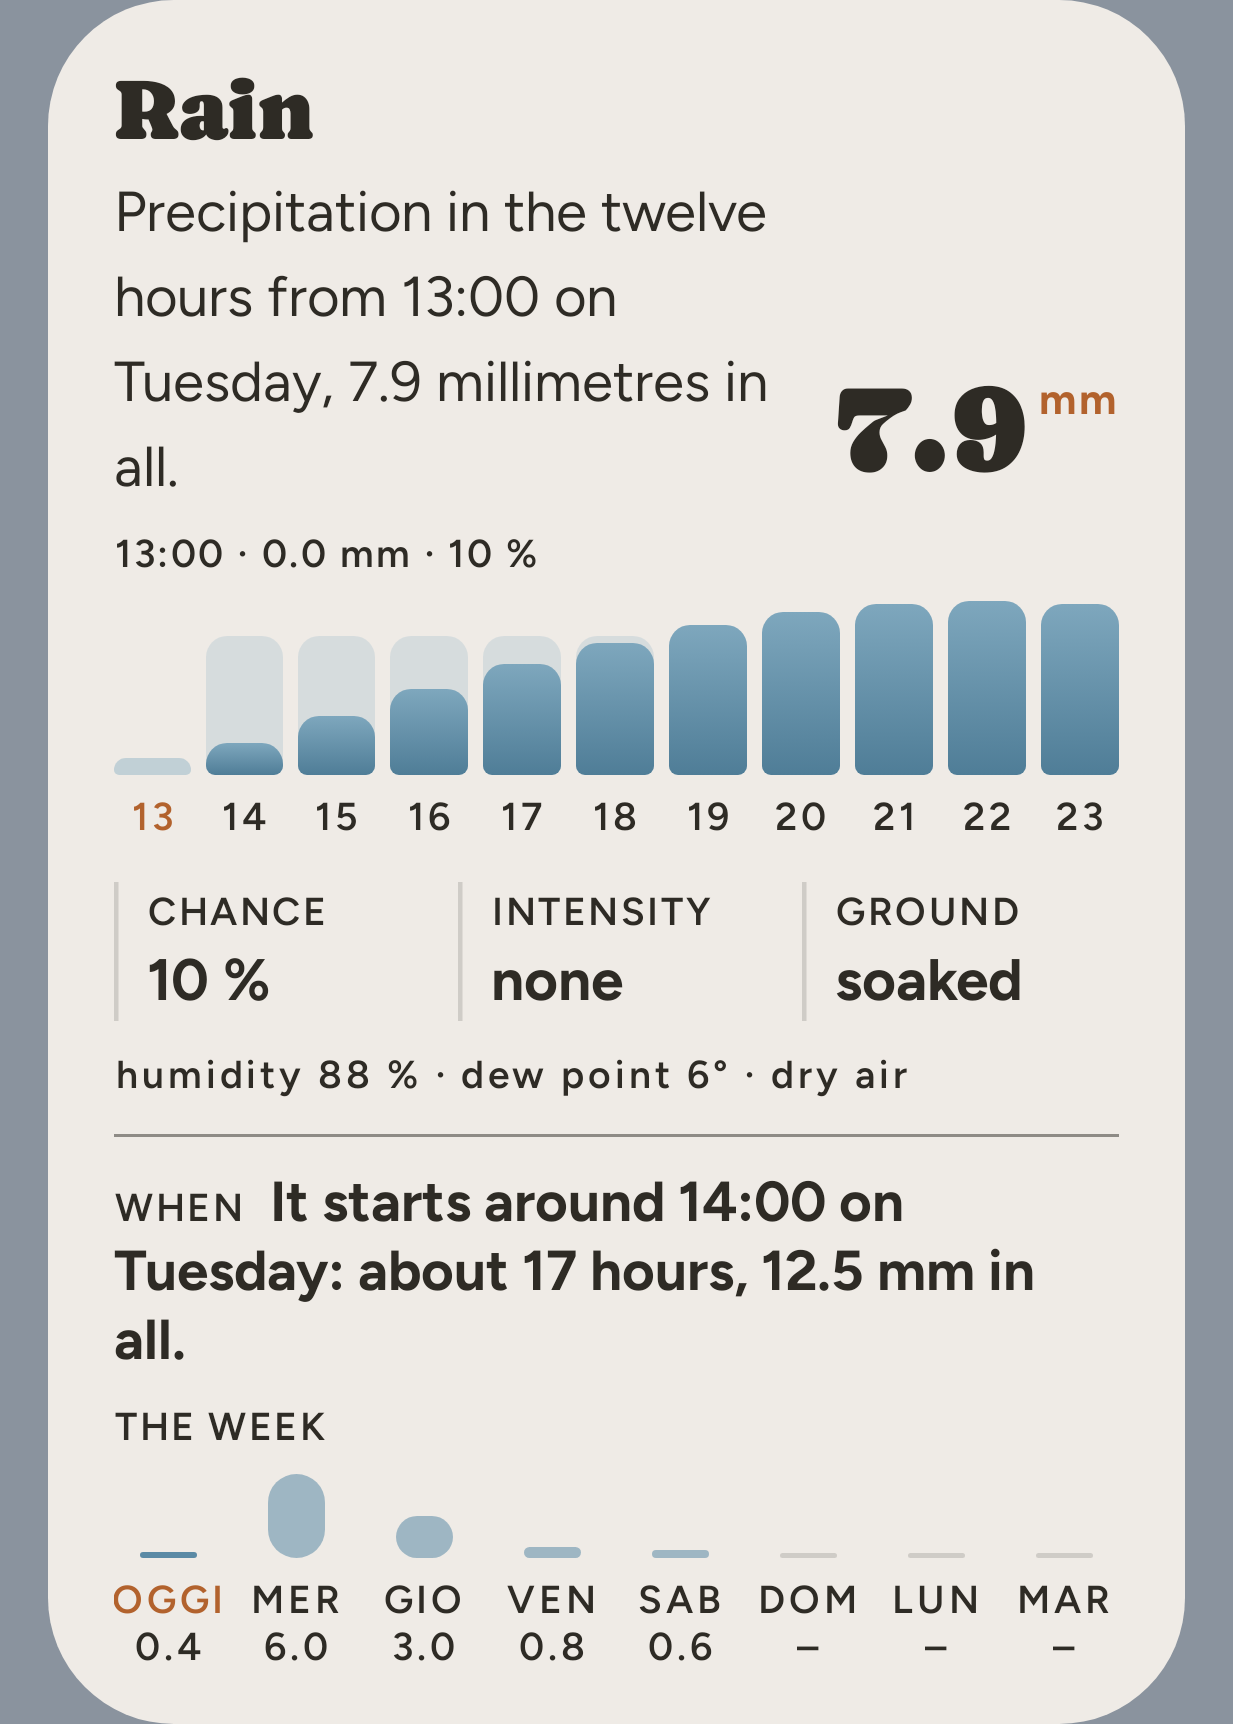 Rain
Precipitation in the twelve
hours from 13:00 on
Tuesday, 7.9 millimetres in
all.
7.9 mm
13:00 · 0.0 mm · 10 %
13 14 15 16 17 18 19 20 21 22 23
CHANCE INTENSITY GROUND
10 % none soaked
humidity 88 % · dew point 6° · dry air
WHEN It starts around 14:00 on
Tuesday: about 17 hours, 12.5 mm in
all.
THE WEEK
OGGI MER GIO VEN SAB DOM LUN MAR
0.4 6.0 3.0 0.8 0.6 – – –